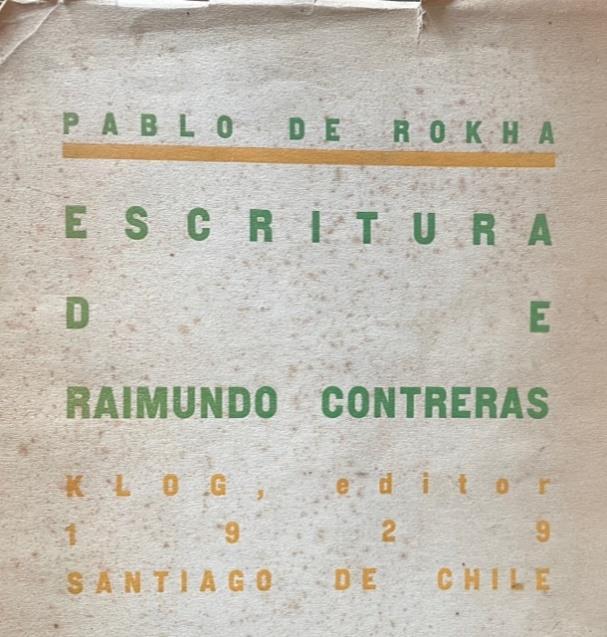 PABLO DE ROKHA
ESCRITURA
DE
RAIMUNDO CONTRERAS
KLOG, editor
1929
SANTIAGO DE CHILE